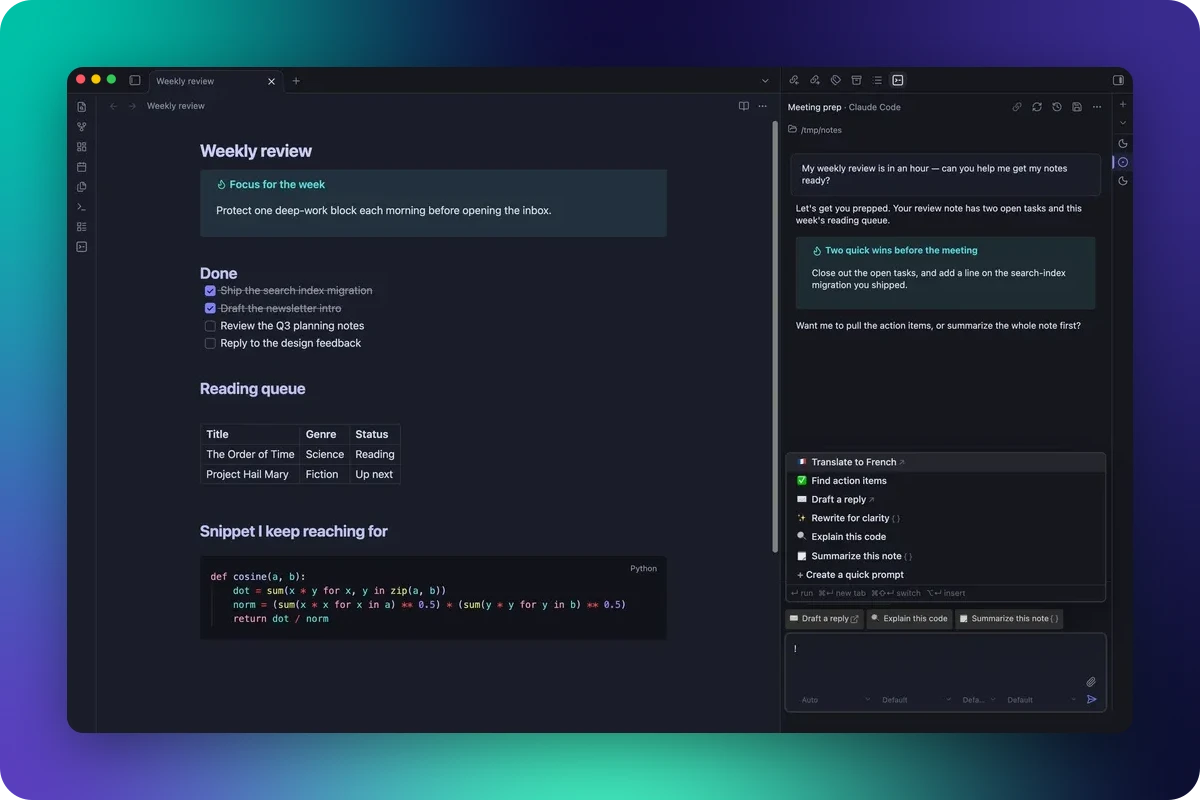 Weekly review
Weekly review
Weekly review
Focus for the week
Protect one deep-work block each morning before opening the inbox.
Done
Ship the search index migration
Draft the newsletter intro
Review the Q3 planning notes
Reply to the design feedback
Reading queue
Title Genre Status
The Order of Time Science Reading
Project Hail Mary Fiction Up next
Snippet I keep reaching for
Python
def cosine(a, b):
    dot = sum(x * y for x, y in zip(a, b))
    norm = (sum(x * x for x in a) ** 0.5) * (sum(y * y for y in b) ** 0.5)
    return dot / norm
Meeting prep · Claude Code
/tmp/notes
My weekly review is in an hour — can you help me get my notes
ready?
Let's get you prepped. Your review note has two open tasks and this
week's reading queue.
Two quick wins before the meeting
Close out the open tasks, and add a line on the search-index
migration you shipped.
Want me to pull the action items, or summarize the whole note first?
Translate to French ↗
Find action items
Draft a reply ↗
Rewrite for clarity { }
Explain this code
Summarize this note { }
+ Create a quick prompt
↵ run ⌘↵ new tab ⌘⇧↵ switch ⌥↵ insert
Draft a reply Explain this code Summarize this note { }
!
Auto Default Defa... Default